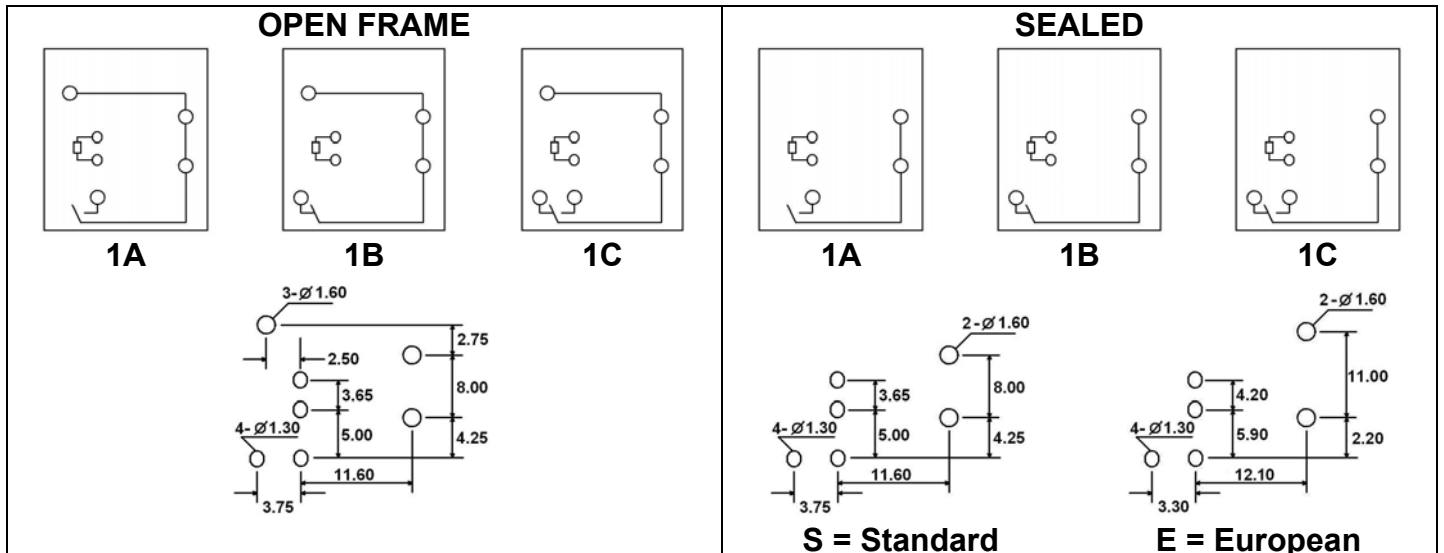 OPEN FRAME
1A 1B 1C
3-Ø 1.60
2.75
2.50
8.00
3.65
4-Ø1.30
5.00
4.25
11.60
3.75
SEALED
1A 1B 1C
2-Ø 1.60
8.00
3.65
4-Ø1.30
5.00
4.25
11.60
3.75
S = Standard
2-Ø 1.60
11.00
4.20
4-Ø1.30
5.90
2.20
12.10
3.30
E = European